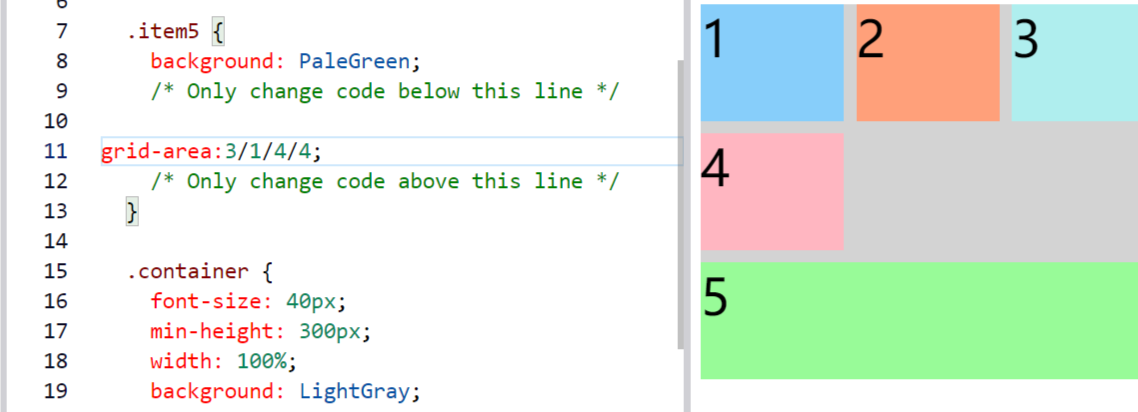 6
7 .item5 {
8 background: PaleGreen;
9 /* Only change code below this line */
10
11 grid-area:3/1/4/4;
12 /* Only change code above this line */
13 }
14
15 .container {
16 font-size: 40px;
17 min-height: 300px;
18 width: 100%;
19 background: LightGray;
1 2 3
4
5